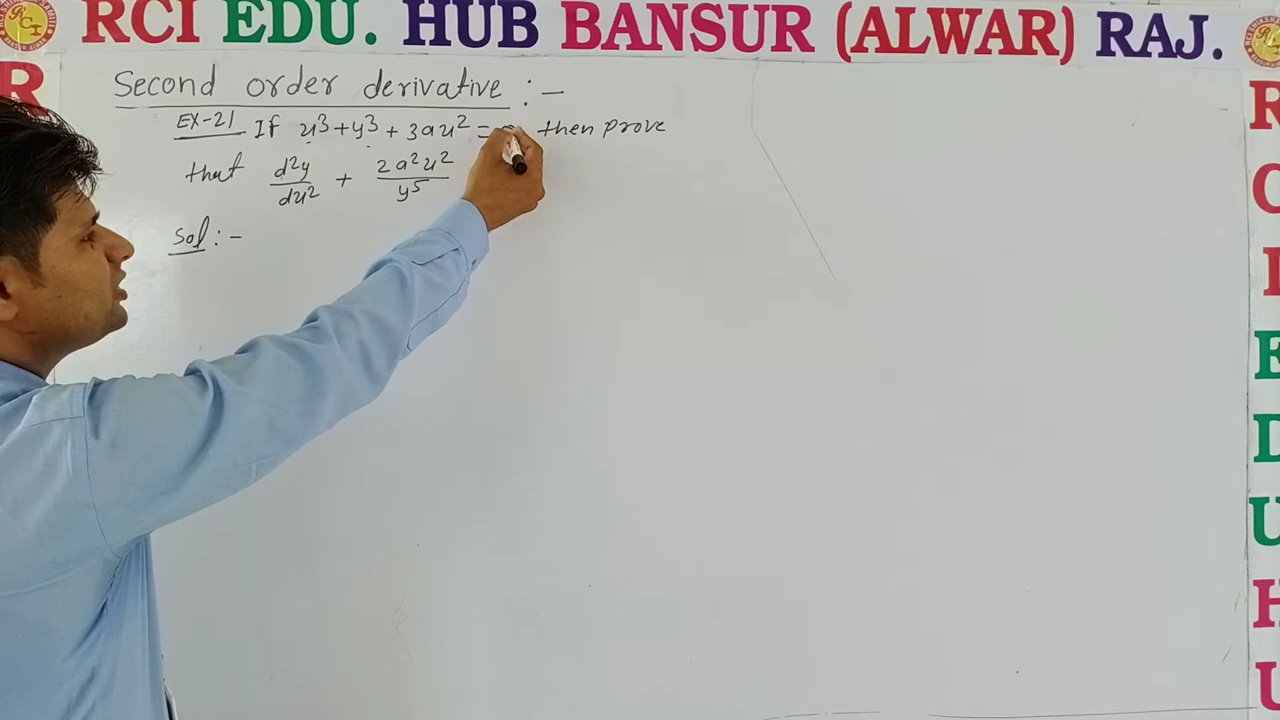 RCI EDU. HUB BANSUR (ALWAR) RAJ.
R
Second order derivative :-
EX-21 If x³+y³+3ax²= then prove
that d²y/dx² + 2a²x²/y⁵
Sol :-
R
C
I
E
D
U
H
U